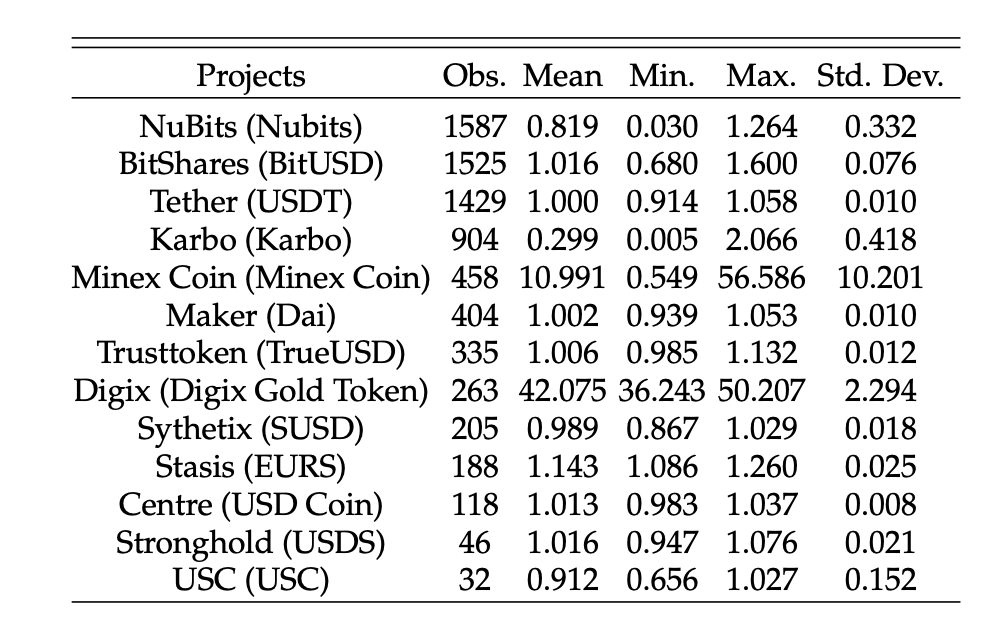 Projects Obs. Mean Min. Max. Std. Dev.
NuBits (Nubits) 1587 0.819 0.030 1.264 0.332
BitShares (BitUSD) 1525 1.016 0.680 1.600 0.076
Tether (USDT) 1429 1.000 0.914 1.058 0.010
Karbo (Karbo) 904 0.299 0.005 2.066 0.418
Minex Coin (Minex Coin) 458 10.991 0.549 56.586 10.201
Maker (Dai) 404 1.002 0.939 1.053 0.010
Trusttoken (TrueUSD) 335 1.006 0.985 1.132 0.012
Digix (Digix Gold Token) 263 42.075 36.243 50.207 2.294
Sythetix (SUSD) 205 0.989 0.867 1.029 0.018
Stasis (EURS) 188 1.143 1.086 1.260 0.025
Centre (USD Coin) 118 1.013 0.983 1.037 0.008
Stronghold (USDS) 46 1.016 0.947 1.076 0.021
USC (USC) 32 0.912 0.656 1.027 0.152